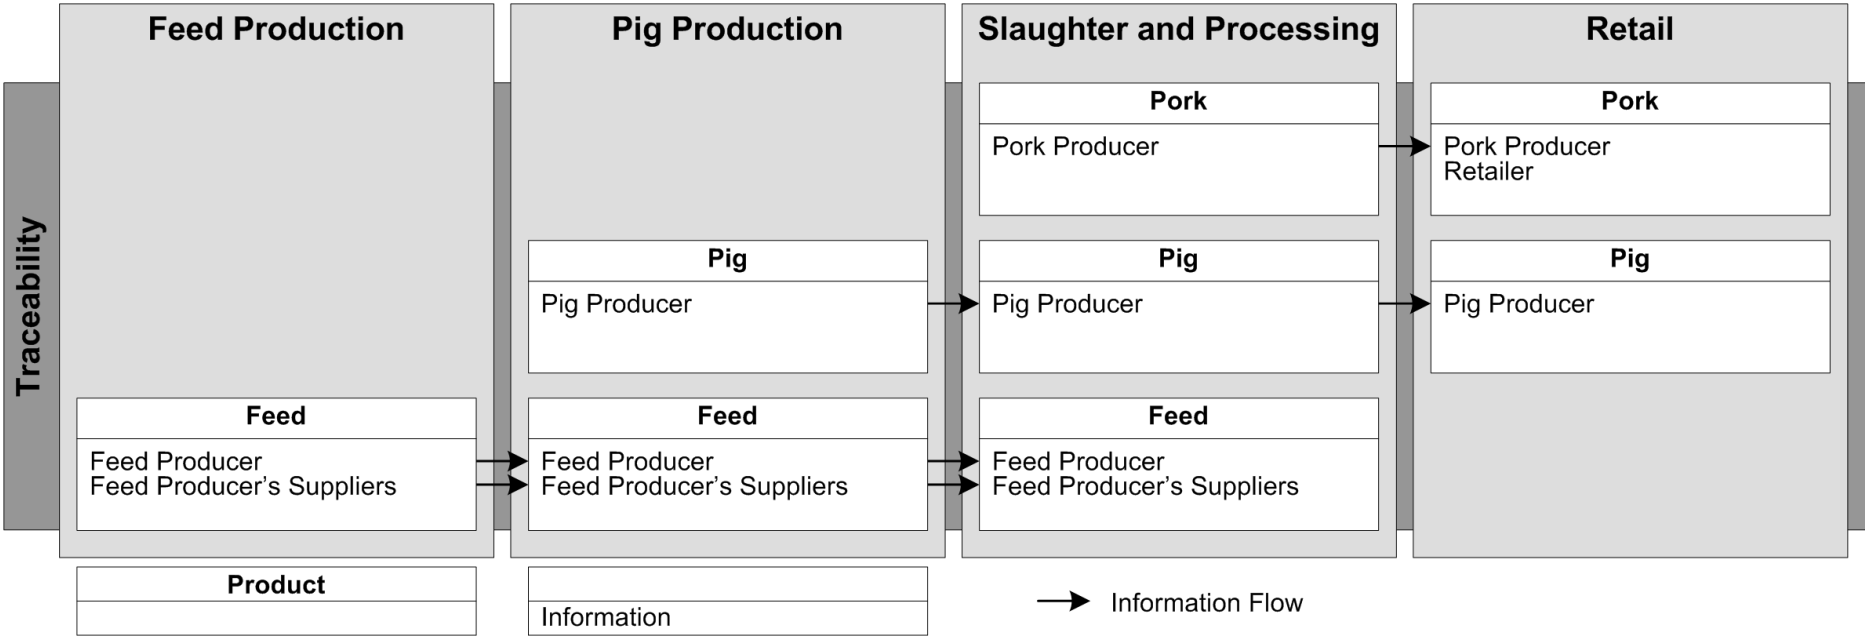 Feed Production
Pig Production
Slaughter and Processing
Retail
Traceability
Pork
Pork Producer
Pork
Pork Producer
Retailer
Pig
Pig Producer
Pig
Pig Producer
Pig
Pig Producer
Feed
Feed Producer
Feed Producer’s Suppliers
Feed
Feed Producer
Feed Producer’s Suppliers
Feed
Feed Producer
Feed Producer’s Suppliers
Product
Information
Information Flow